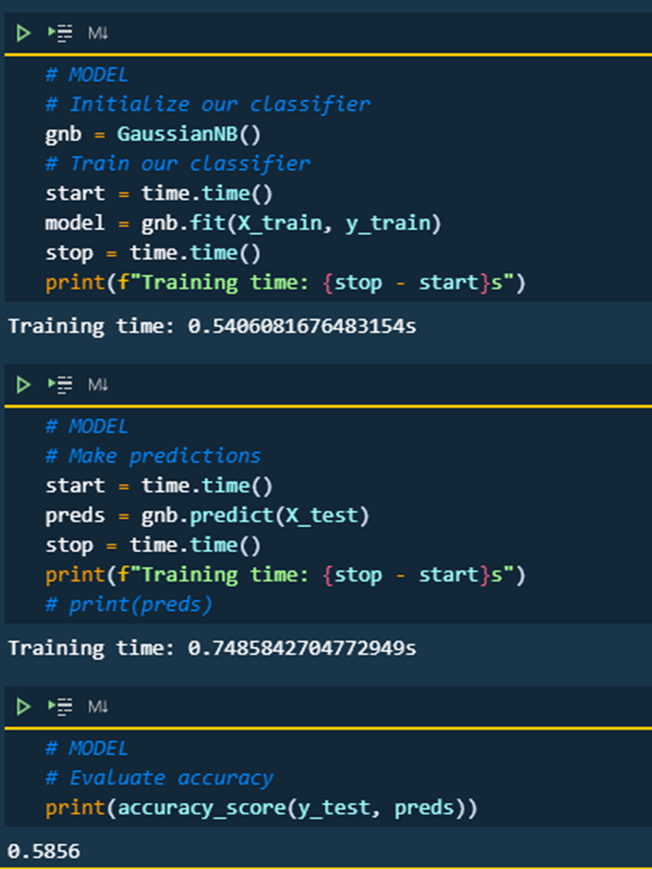 M↓
# MODEL
# Initialize our classifier
gnb = GaussianNB()
# Train our classifier
start = time.time()
model = gnb.fit(X_train, y_train)
stop = time.time()
print(f"Training time: {stop - start}s")
Training time: 0.5406081676483154s
M↓
# MODEL
# Make predictions
start = time.time()
preds = gnb.predict(X_test)
stop = time.time()
print(f"Training time: {stop - start}s")
# print(preds)
Training time: 0.7485842704772949s
M↓
# MODEL
# Evaluate accuracy
print(accuracy_score(y_test, preds))
0.5856